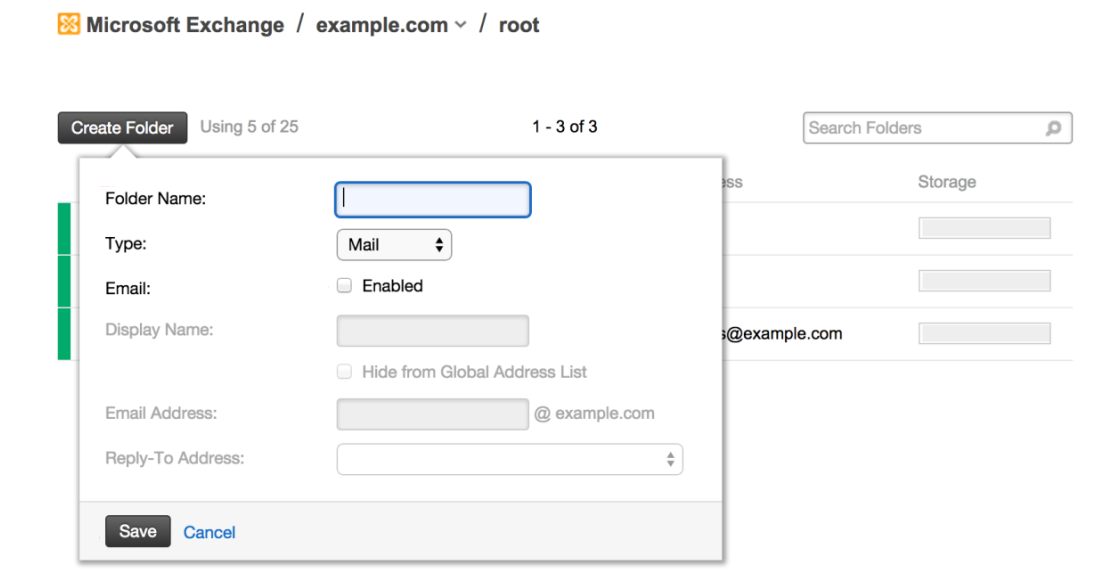 Microsoft Exchange / example.com / root
Create Folder Using 5 of 25 1 - 3 of 3 Search Folders
Storage
Folder Name:
Type: Mail
Email: Enabled
Display Name:
@example.com
Hide from Global Address List
Email Address: @ example.com
Reply-To Address:
Save Cancel